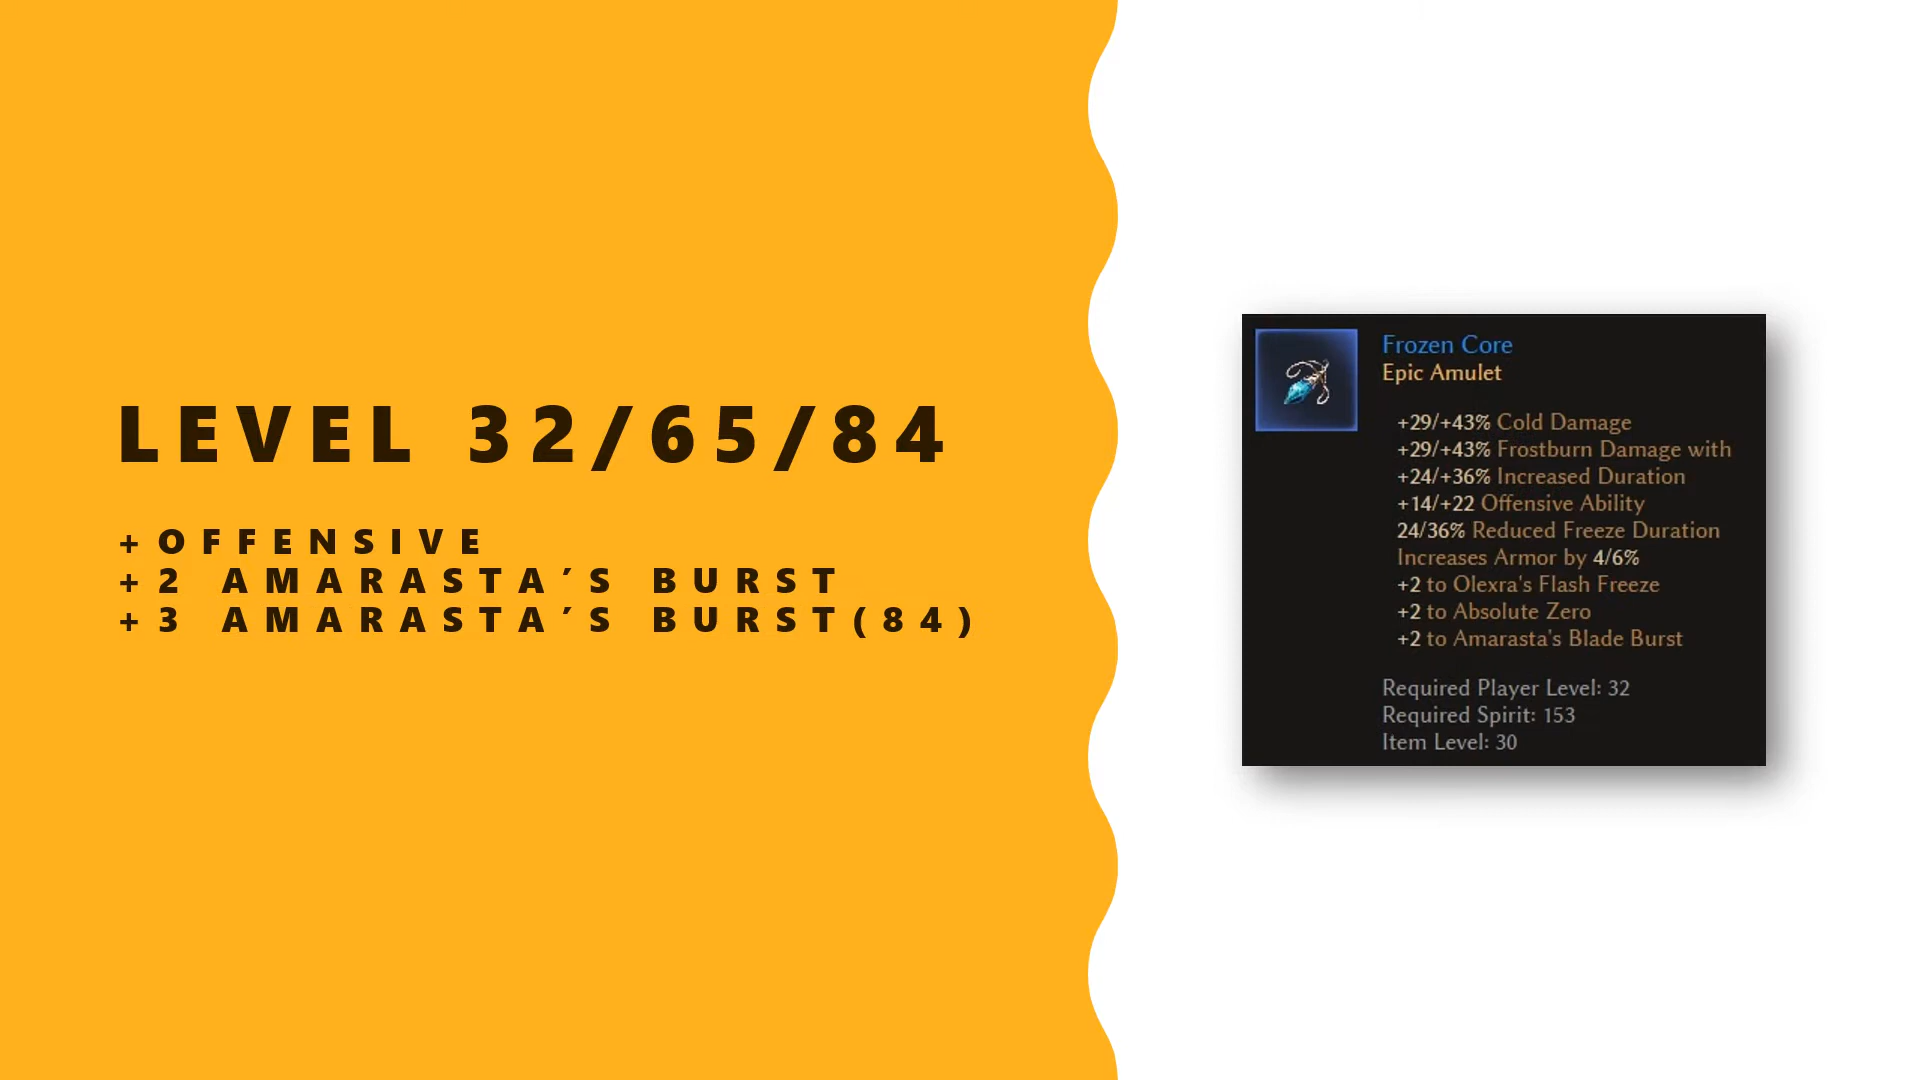 LEVEL 32/65/84
+OFFENSIVE
+2 AMARASTA'S BURST
+3 AMARASTA'S BURST(84)
Frozen Core
Epic Amulet
+29/+43% Cold Damage
+29/+43% Frostburn Damage with
+24/+36% Increased Duration
+14/+22 Offensive Ability
24/36% Reduced Freeze Duration
Increases Armor by 4/6%
+2 to Olexra's Flash Freeze
+2 to Absolute Zero
+2 to Amarasta's Blade Burst
Required Player Level: 32
Required Spirit: 153
Item Level: 30